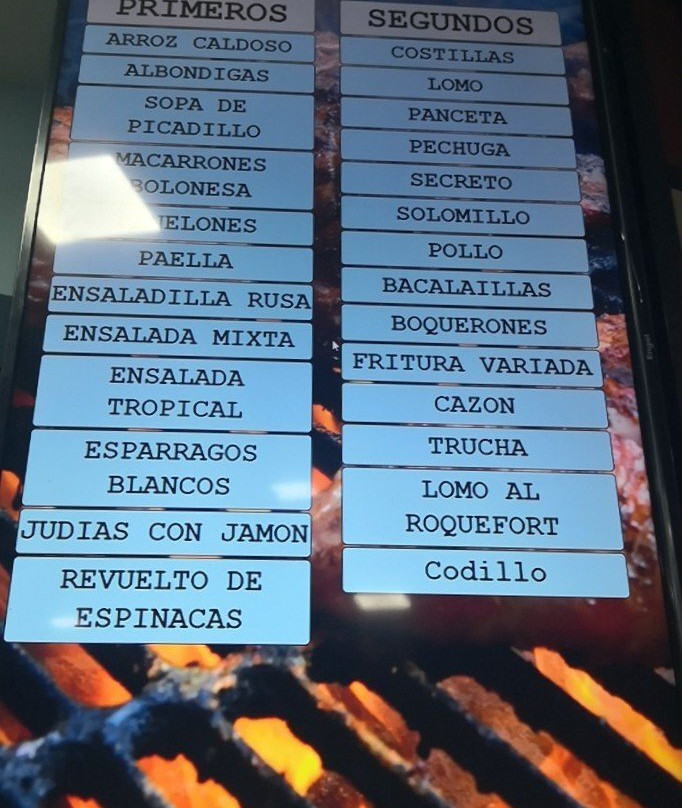 PRIMEROS
ARROZ CALDOSO
ALBONDIGAS
SOPA DE
PICADILLO
MACARRONES
BOLONESA
PAELLA
ENSALADILLA RUSA
ENSALADA MIXTA
ENSALADA
TROPICAL
ESPARRAGOS
BLANCOS
JUDIAS CON JAMON
REVUELTO DE
ESPINACAS
SEGUNDOS
COSTILLAS
LOMO
PANCETA
PECHUGA
SECRETO
SOLOMILLO
POLLO
BACALAILLAS
BOQUERONES
FRITURA VARIADA
CAZON
TRUCHA
LOMO AL
ROQUEFORT
Codillo